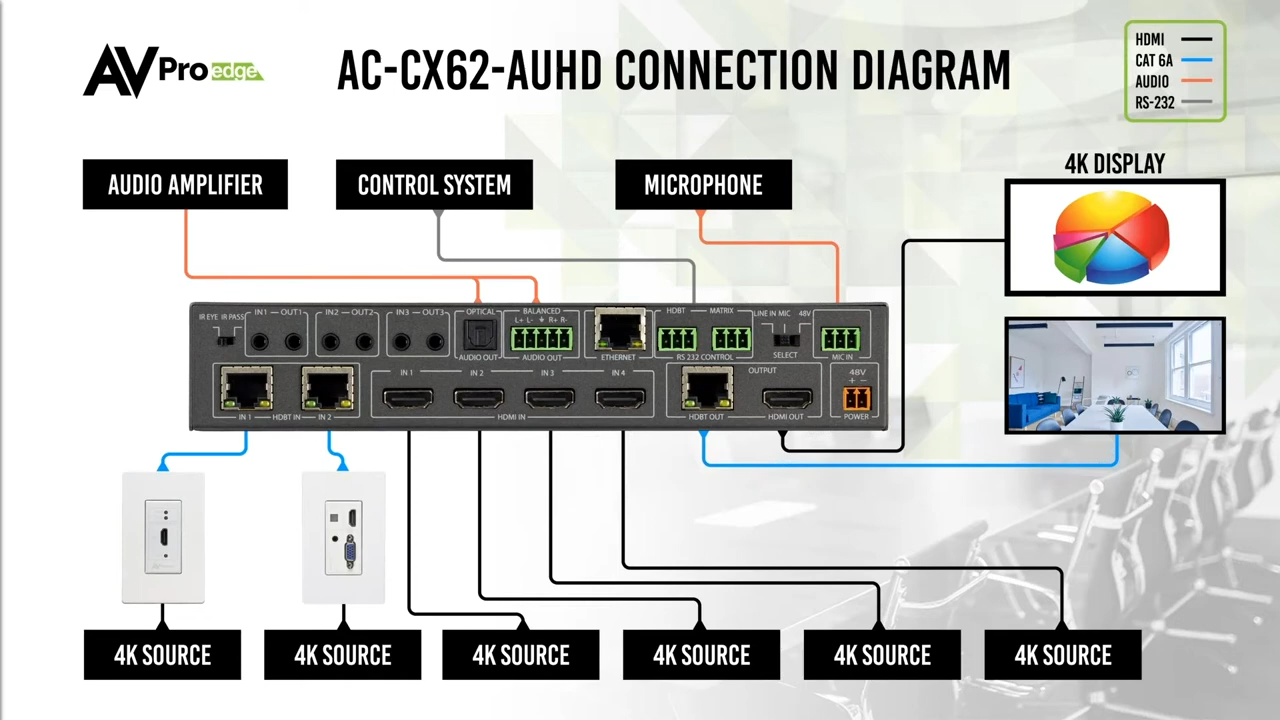 AVPro edge
AC-CX62-AUHD CONNECTION DIAGRAM
HDMI
CAT 6A
AUDIO
RS-232
AUDIO AMPLIFIER
CONTROL SYSTEM
MICROPHONE
4K DISPLAY
IR EYE IR PASS
IN1 — OUT1
IN2 — OUT2
IN3 — OUT3
OPTICAL
AUDIO OUT
BALANCED
L+ L- R+ R-
AUDIO OUT
ETHERNET
HDBT
MATRIX
RS 232 CONTROL
LINE IN MIC 48V
SELECT
MIC IN
IN 1
HDBT IN
IN 2
IN 1
IN 2
IN 3
IN 4
HDMI IN
OUTPUT
HDBT OUT
HDMI OUT
48V
+ −
POWER
4K SOURCE
4K SOURCE
4K SOURCE
4K SOURCE
4K SOURCE
4K SOURCE